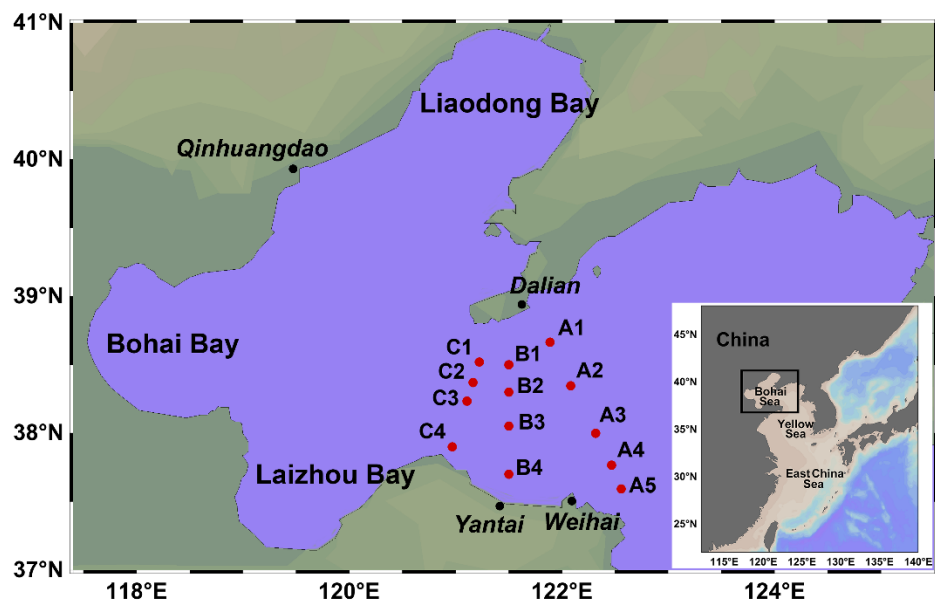 41°N
Liaodong Bay
Qinhuangdao
40°N
39°N
Dalian
Bohai Bay
A1
C1
B1
C2
A2
B2
C3
B3
A3
C4
38°N
A4
Laizhou Bay
B4
A5
Yantai
Weihai
37°N
118°E
120°E
122°E
124°E
China
45°N
40°N
Bohai
Sea
35°N
Yellow
Sea
30°N
East China
Sea
25°N
115°E
120°E
125°E
130°E
135°E
140°E